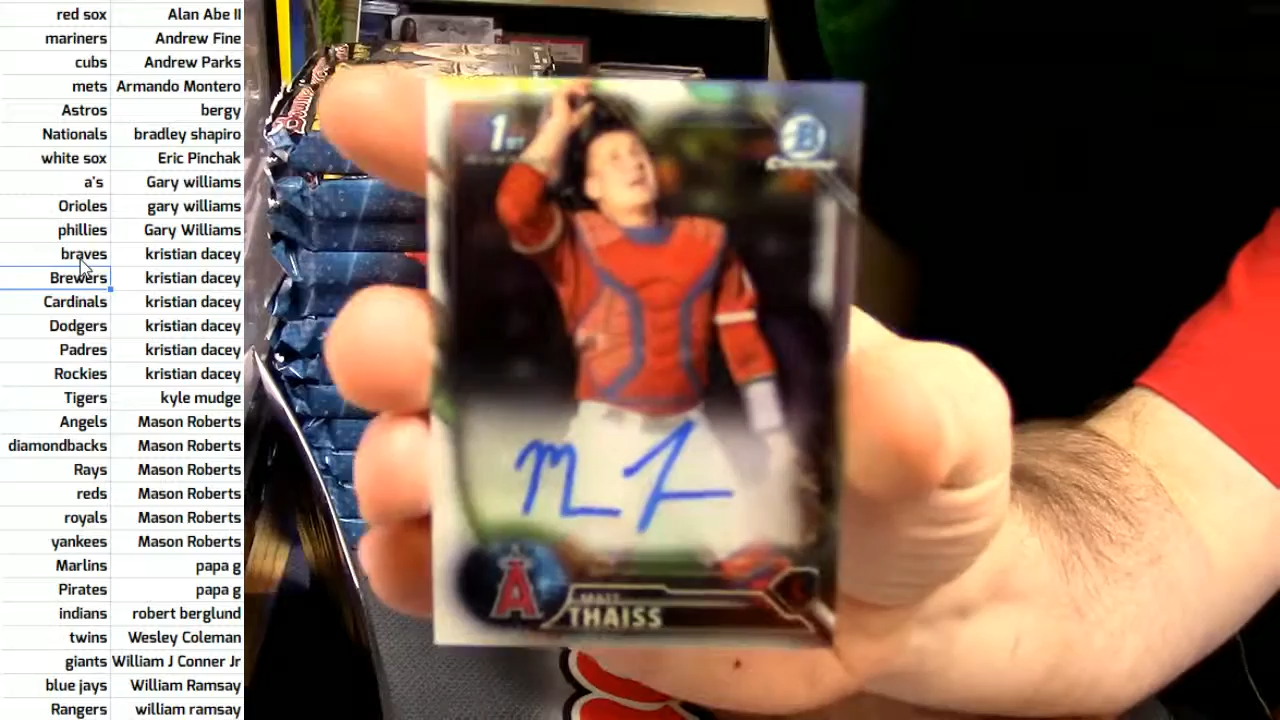 red sox Alan Abe II
mariners Andrew Fine
cubs Andrew Parks
mets Armando Montero
Astros bergy
Nationals bradley shapiro
white sox Eric Pinchak
a's Gary williams
Orioles gary williams
phillies Gary Williams
braves kristian dacey
Brewers kristian dacey
Cardinals kristian dacey
Dodgers kristian dacey
Padres kristian dacey
Rockies kristian dacey
Tigers kyle mudge
Angels Mason Roberts
diamondbacks Mason Roberts
Rays Mason Roberts
reds Mason Roberts
royals Mason Roberts
yankees Mason Roberts
Marlins papa g
Pirates papa g
indians robert berglund
twins Wesley Coleman
giants William J Conner Jr
blue jays William Ramsay
Rangers william ramsay
1ST
B
Chrome
A
MATT
THAISS